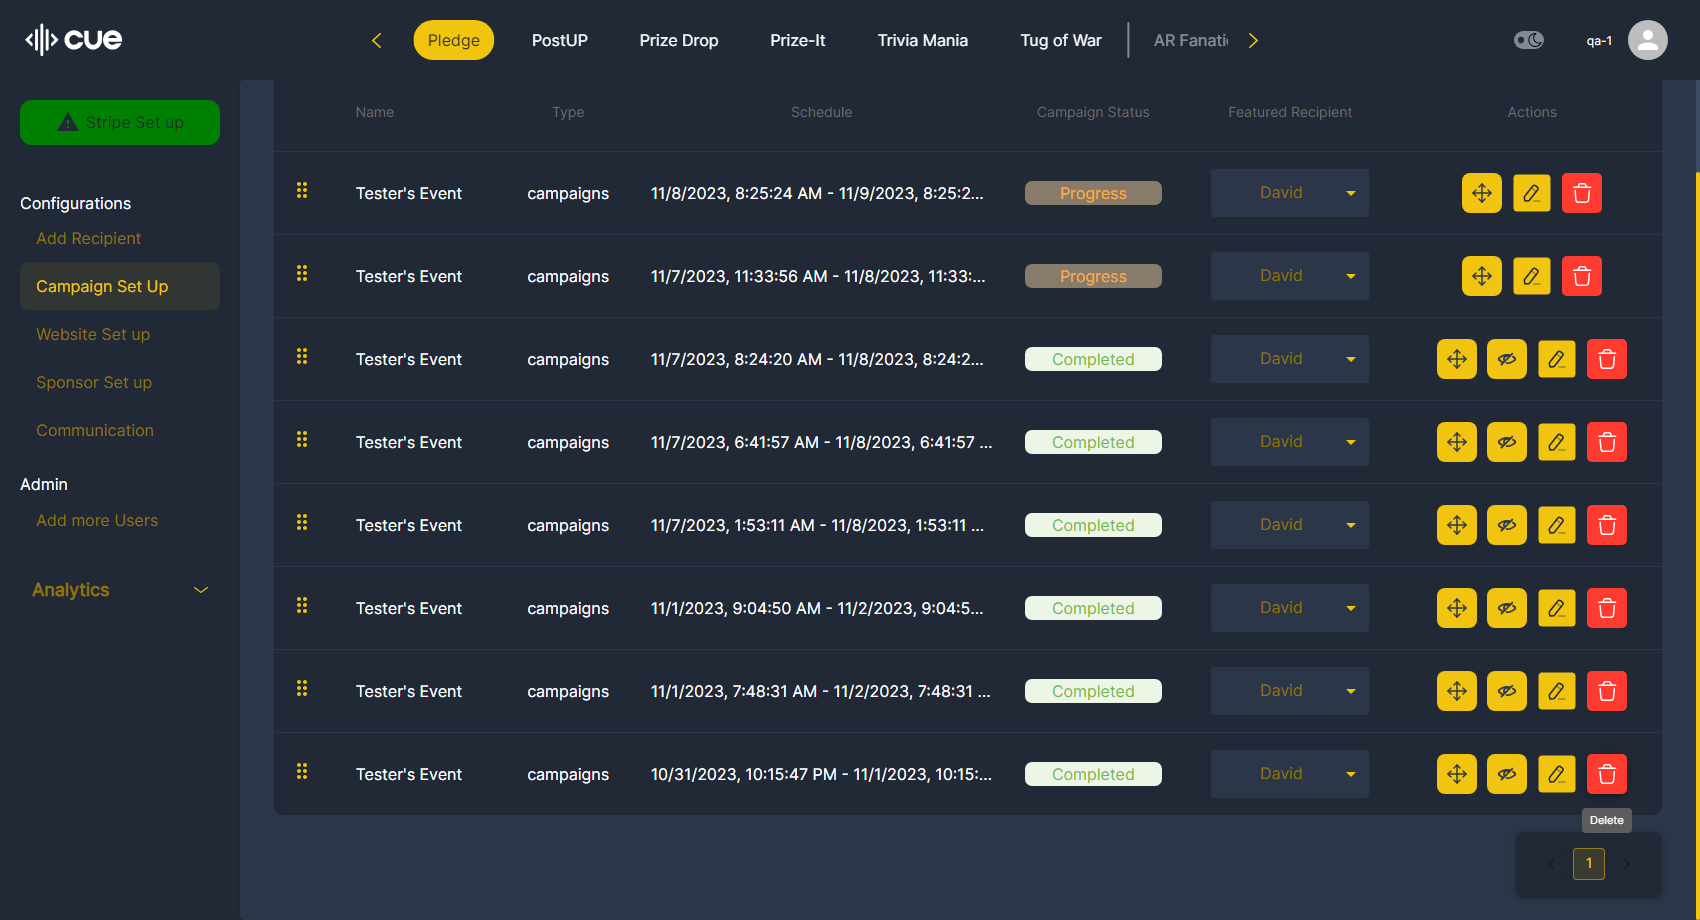 cue
Pledge
PostUP
Prize Drop
Prize-It
Trivia Mania
Tug of War
AR Fanati
qa-1
Stripe Set up
Configurations
Add Recipient
Campaign Set Up
Website Set up
Sponsor Set up
Communication
Admin
Add more Users
Analytics
Name Type Schedule Campaign Status Featured Recipient Actions
Tester's Event campaigns 11/8/2023, 8:25:24 AM - 11/9/2023, 8:25:2... Progress David
Tester's Event campaigns 11/7/2023, 11:33:56 AM - 11/8/2023, 11:33:... Progress David
Tester's Event campaigns 11/7/2023, 8:24:20 AM - 11/8/2023, 8:24:2... Completed David
Tester's Event campaigns 11/7/2023, 6:41:57 AM - 11/8/2023, 6:41:57 ... Completed David
Tester's Event campaigns 11/7/2023, 1:53:11 AM - 11/8/2023, 1:53:11 ... Completed David
Tester's Event campaigns 11/1/2023, 9:04:50 AM - 11/2/2023, 9:04:5... Completed David
Tester's Event campaigns 11/1/2023, 7:48:31 AM - 11/2/2023, 7:48:31 ... Completed David
Tester's Event campaigns 10/31/2023, 10:15:47 PM - 11/1/2023, 10:15:... Completed David
Delete
1